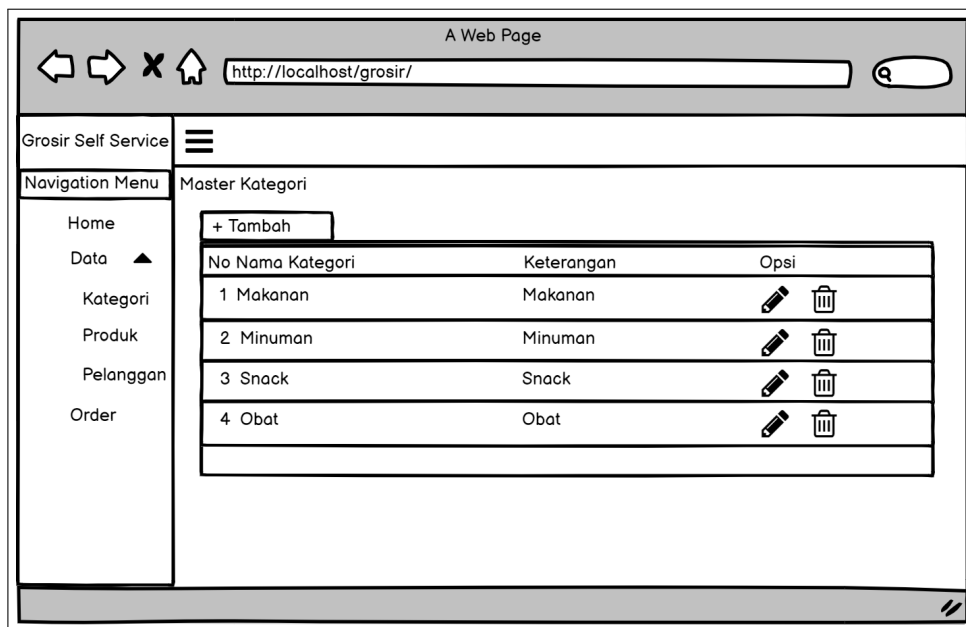 A Web Page
http://localhost/grosir/
Grosir Self Service
Navigation Menu
Home
Data
Kategori
Produk
Pelanggan
Order
Master Kategori
+ Tambah
No Nama Kategori Keterangan Opsi
1 Makanan Makanan
2 Minuman Minuman
3 Snack Snack
4 Obat Obat